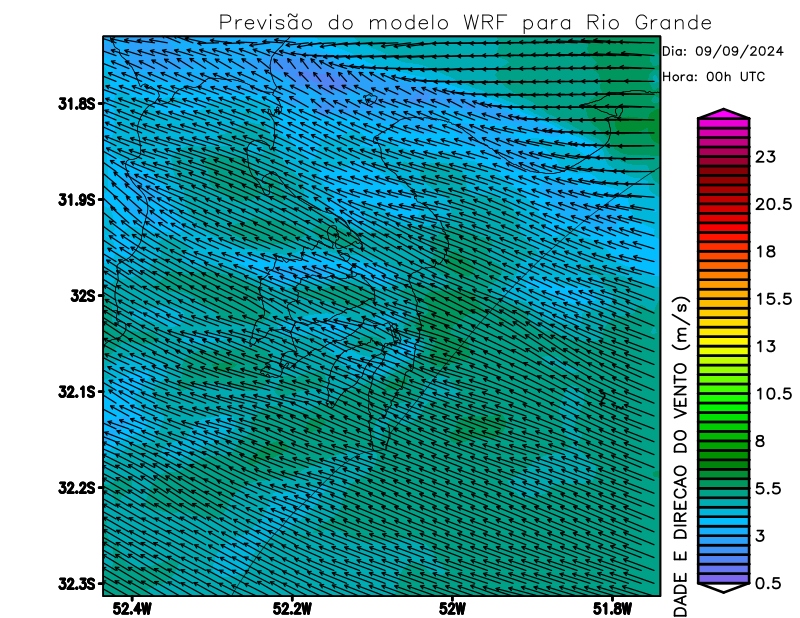 Previsão do modelo WRF para Rio Grande
Dia: 09/09/2024
Hora: 00h UTC
31.8S
31.9S
32S
32.1S
32.2S
32.3S
52.4W
52.2W
52W
51.8W
23
20.5
18
15.5
13
10.5
8
5.5
3
0.5
DADE E DIRECAO DO VENTO (m/s)